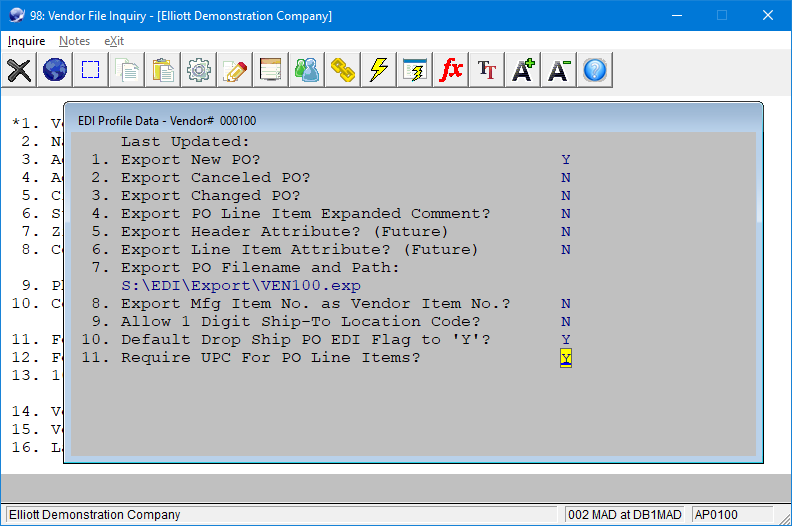 98: Vendor File Inquiry - [Elliott Demonstration Company]
Inquire Notes eXit
fx TT A+ A- ?
EDI Profile Data - Vendor# 000100
Last Updated:
1. Export New PO? Y
2. Export Canceled PO? N
3. Export Changed PO? N
4. Export PO Line Item Expanded Comment? N
5. Export Header Attribute? (Future) N
6. Export Line Item Attribute? (Future) N
7. Export PO Filename and Path:
S:\EDI\Export\VEN100.exp
8. Export Mfg Item No. as Vendor Item No.? N
9. Allow 1 Digit Ship-To Location Code? N
10. Default Drop Ship PO EDI Flag to 'Y'? Y
11. Require UPC For PO Line Items? Y
*1.
2.
3.
4.
5.
6.
7.
8.
9.
10.
11.
12.
13.
14.
15.
16.
Elliott Demonstration Company 002 MAD at DB1MAD AP0100